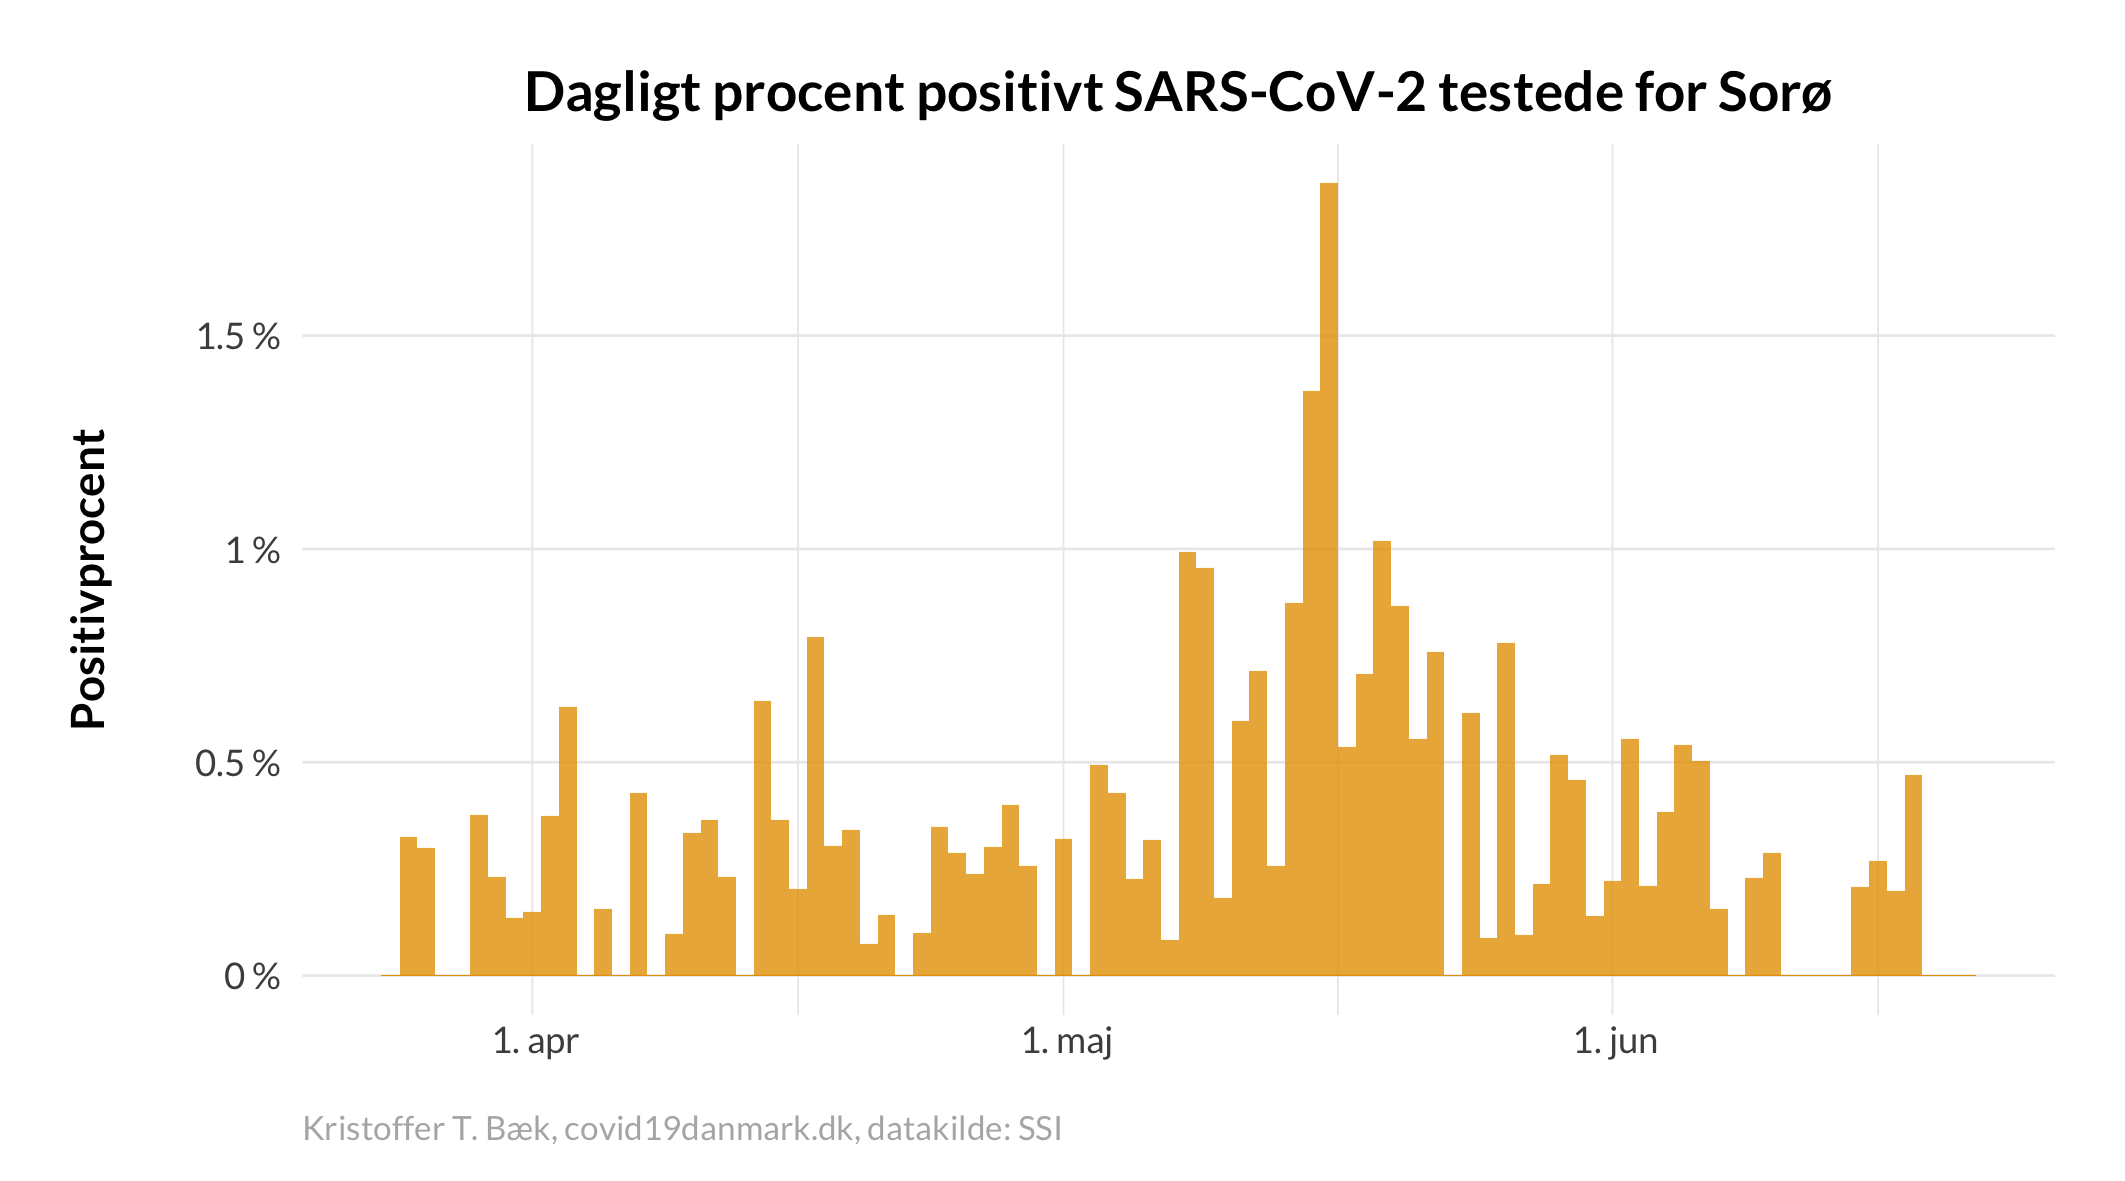 Dagligt procent positivt SARS-CoV-2 testede for Sorø
Positivprocent
1.5 %
1 %
0.5 %
0 %
1. apr
1. maj
1. jun
Kristoffer T. Bæk, covid19danmark.dk, datakilde: SSI